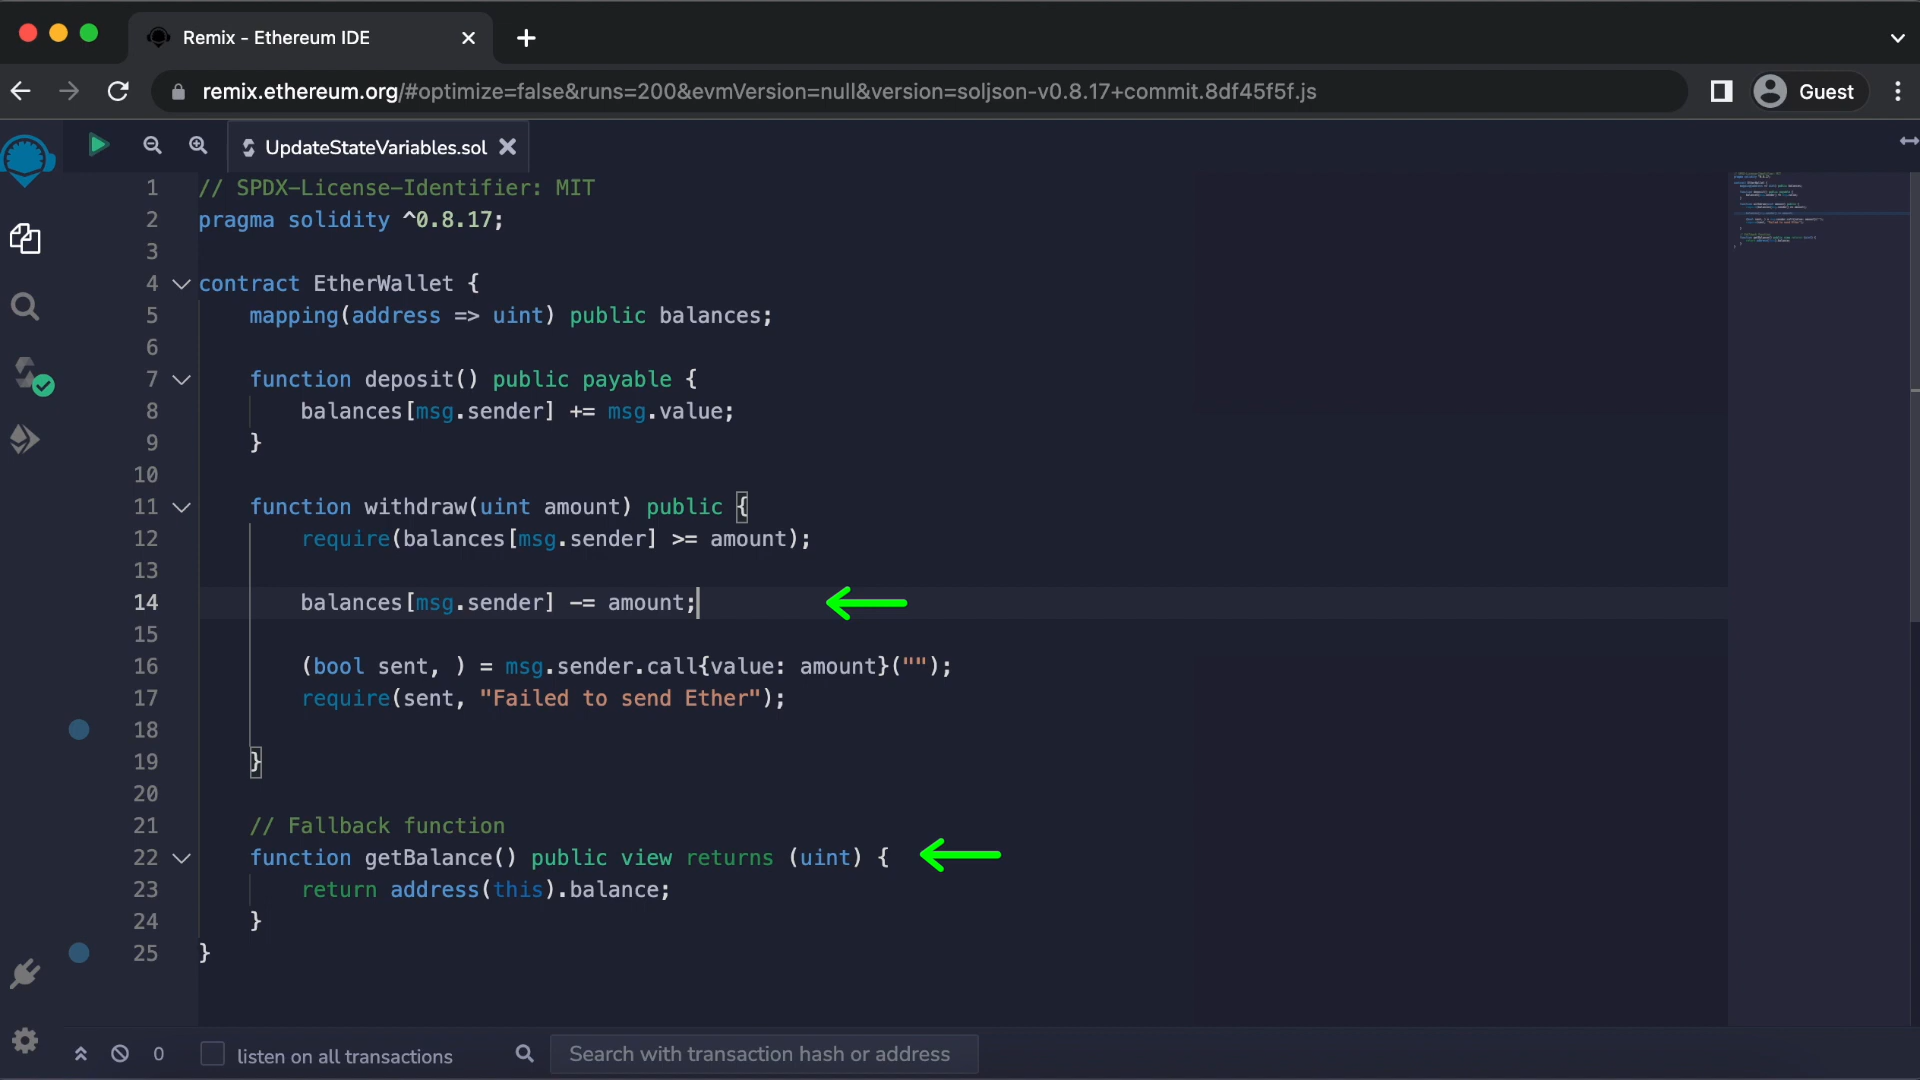 Remix - Ethereum IDE
remix.ethereum.org/#optimize=false&runs=200&evmVersion=null&version=soljson-v0.8.17+commit.8df45f5f.js
Guest
UpdateStateVariables.sol
1 // SPDX-License-Identifier: MIT
2 pragma solidity ^0.8.17;
3
4 contract EtherWallet {
5 mapping(address => uint) public balances;
6
7 function deposit() public payable {
8 balances[msg.sender] += msg.value;
9 }
10
11 function withdraw(uint amount) public {
12 require(balances[msg.sender] >= amount);
13
14 balances[msg.sender] -= amount;
15
16 (bool sent, ) = msg.sender.call{value: amount}("");
17 require(sent, "Failed to send Ether");
18
19 }
20
21 // Fallback function
22 function getBalance() public view returns (uint) {
23 return address(this).balance;
24 }
25 }
0 listen on all transactions Search with transaction hash or address